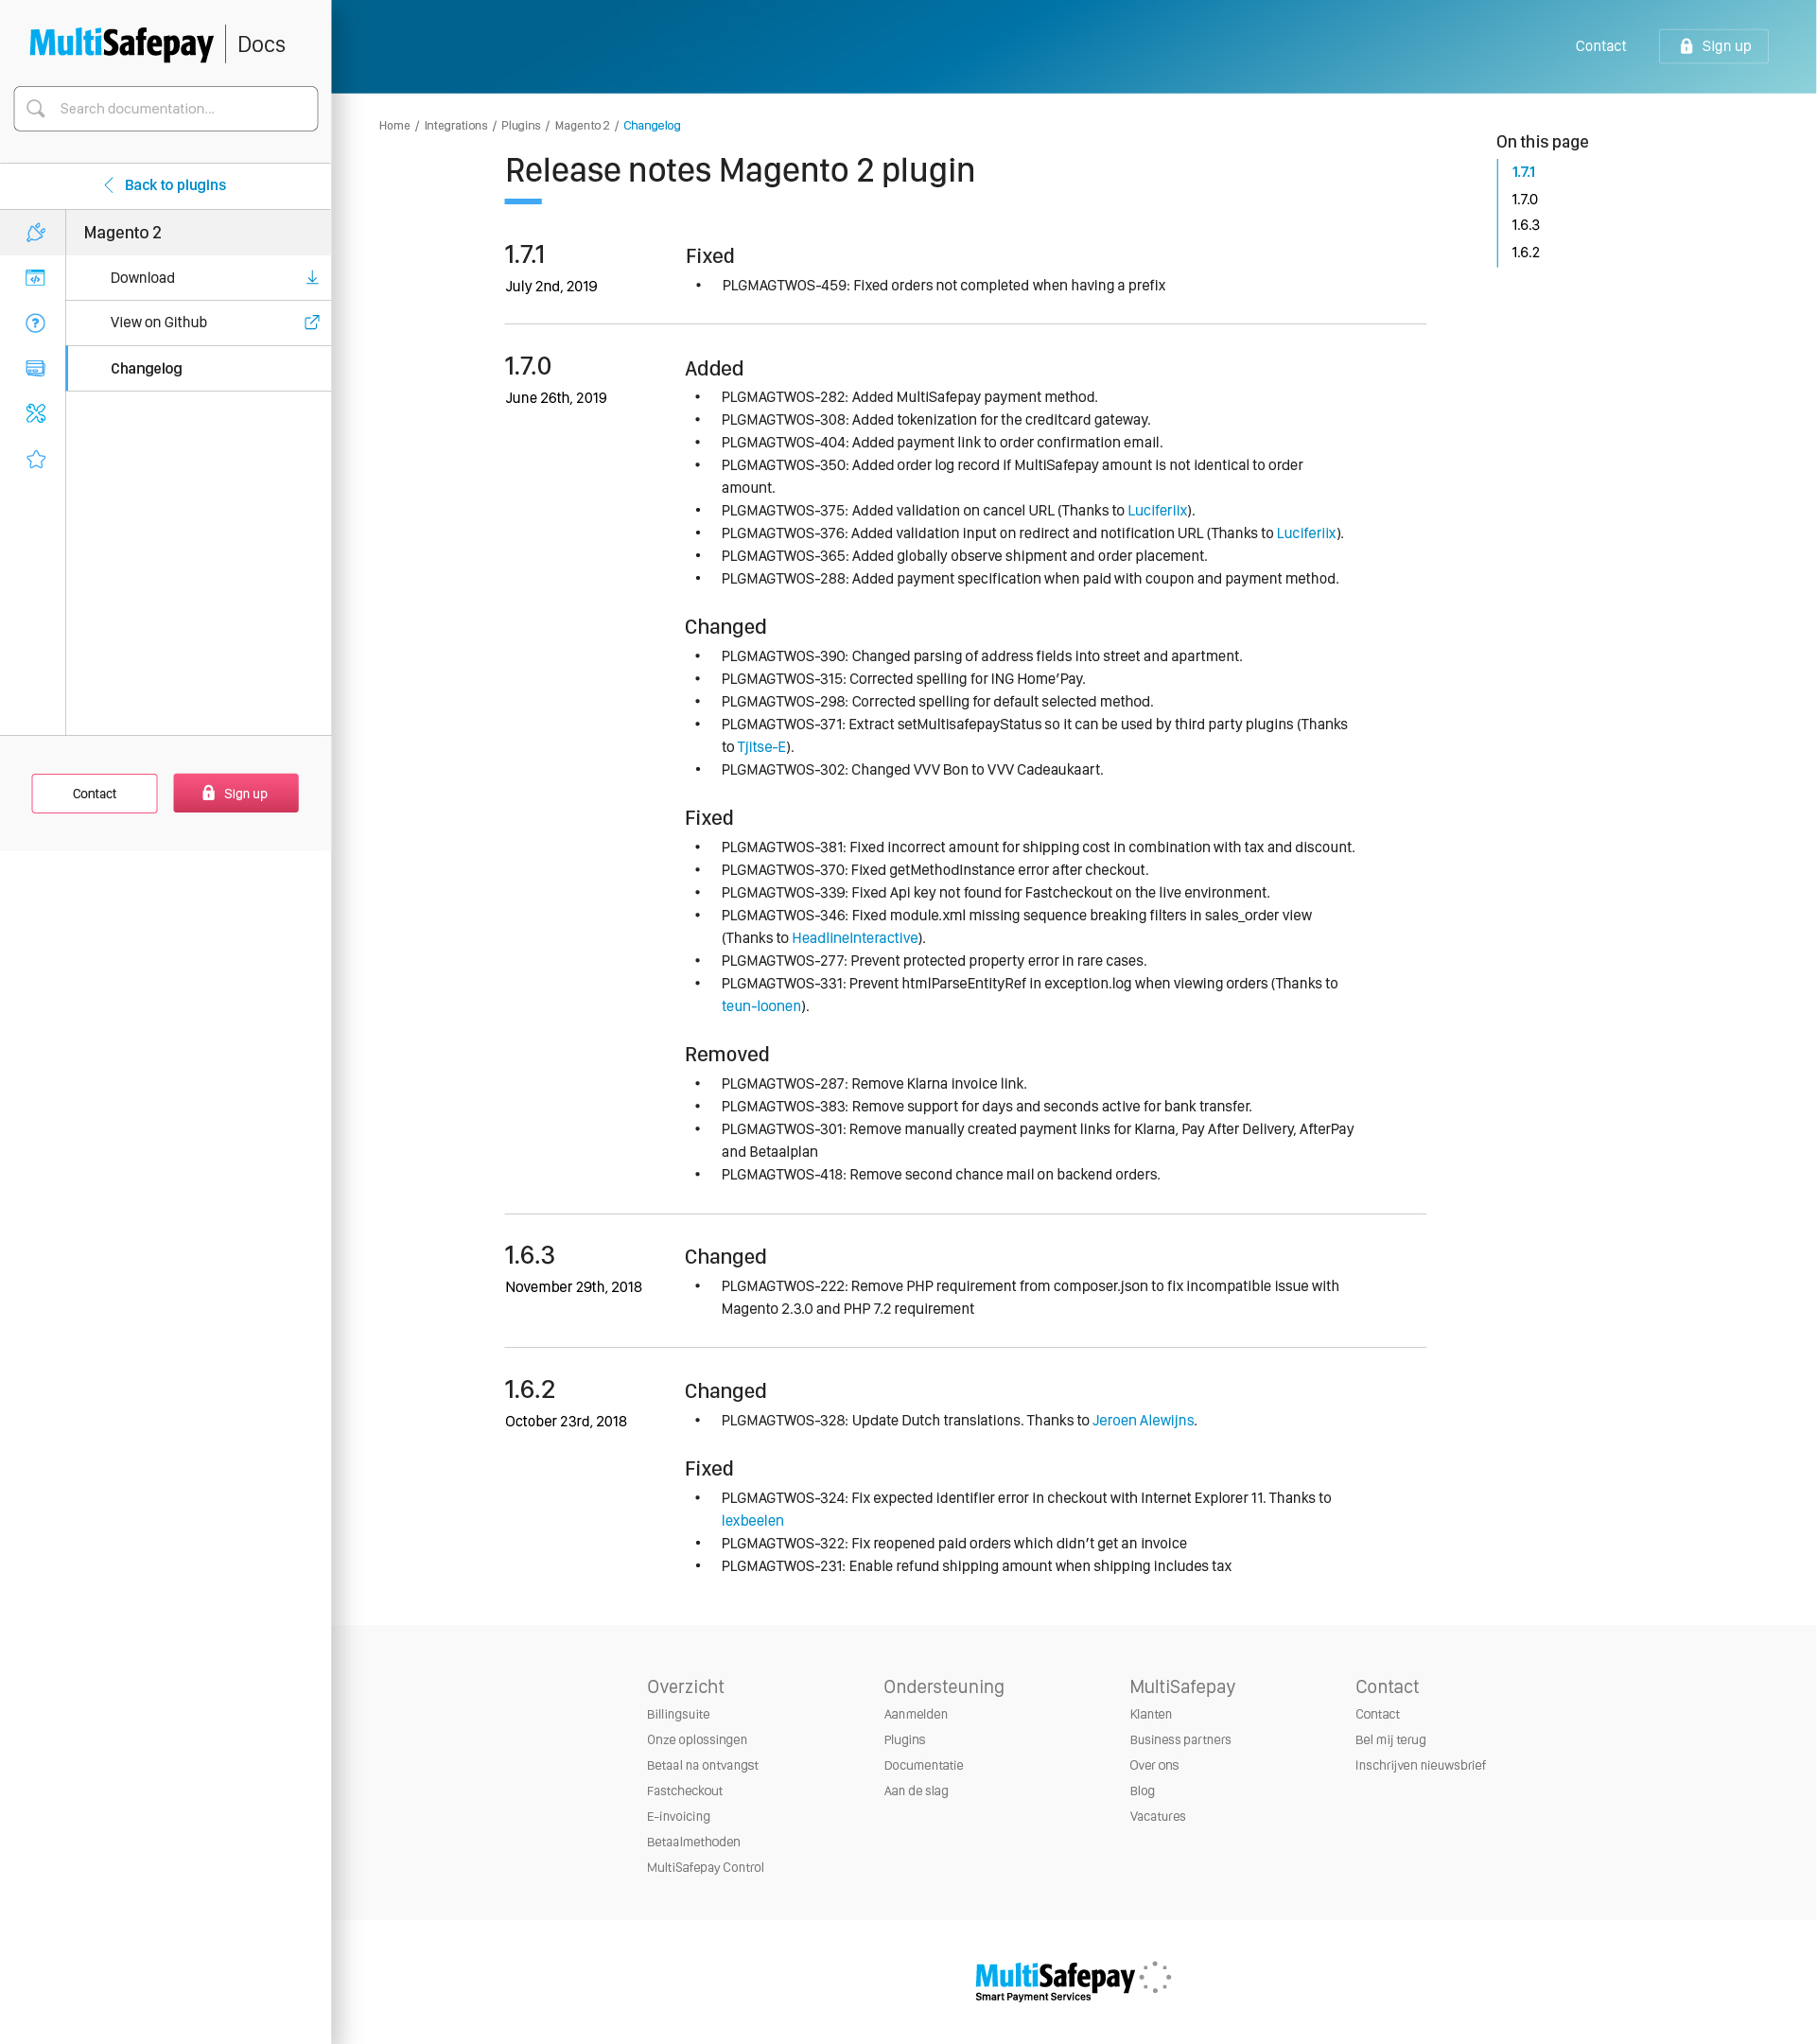 MultiSafepay Docs
Search documentation...
Back to plugins
Magento 2
Download
View on Github
Changelog
Contact
Sign up
Contact
Sign up
Home / Integrations / Plugins / Magento 2 / Changelog
Release notes Magento 2 plugin
On this page
1.7.1
1.7.0
1.6.3
1.6.2
1.7.1
July 2nd, 2019
Fixed
• PLGMAGTWOS-459: Fixed orders not completed when having a prefix
1.7.0
June 26th, 2019
Added
• PLGMAGTWOS-282: Added MultiSafepay payment method.
• PLGMAGTWOS-308: Added tokenization for the creditcard gateway.
• PLGMAGTWOS-404: Added payment link to order confirmation email.
• PLGMAGTWOS-350: Added order log record if MultiSafepay amount is not identical to order
amount.
• PLGMAGTWOS-375: Added validation on cancel URL (Thanks to Luciferiix).
• PLGMAGTWOS-376: Added validation input on redirect and notification URL (Thanks to Luciferiix).
• PLGMAGTWOS-365: Added globally observe shipment and order placement.
• PLGMAGTWOS-288: Added payment specification when paid with coupon and payment method.
Changed
• PLGMAGTWOS-390: Changed parsing of address fields into street and apartment.
• PLGMAGTWOS-315: Corrected spelling for ING Home’Pay.
• PLGMAGTWOS-298: Corrected spelling for default selected method.
• PLGMAGTWOS-371: Extract setMultisafepayStatus so it can be used by third party plugins (Thanks
to Tjitse-E).
• PLGMAGTWOS-302: Changed VVV Bon to VVV Cadeaukaart.
Fixed
• PLGMAGTWOS-381: Fixed incorrect amount for shipping cost in combination with tax and discount.
• PLGMAGTWOS-370: Fixed getMethodInstance error after checkout.
• PLGMAGTWOS-339: Fixed Api key not found for Fastcheckout on the live environment.
• PLGMAGTWOS-346: Fixed module.xml missing sequence breaking filters in sales_order view
(Thanks to HeadlineInteractive).
• PLGMAGTWOS-277: Prevent protected property error in rare cases.
• PLGMAGTWOS-331: Prevent htmlParseEntityRef in exception.log when viewing orders (Thanks to
teun-loonen).
Removed
• PLGMAGTWOS-287: Remove Klarna invoice link.
• PLGMAGTWOS-383: Remove support for days and seconds active for bank transfer.
• PLGMAGTWOS-301: Remove manually created payment links for Klarna, Pay After Delivery, AfterPay
and Betaalplan
• PLGMAGTWOS-418: Remove second chance mail on backend orders.
1.6.3
November 29th, 2018
Changed
• PLGMAGTWOS-222: Remove PHP requirement from composer.json to fix incompatible issue with
Magento 2.3.0 and PHP 7.2 requirement
1.6.2
October 23rd, 2018
Changed
• PLGMAGTWOS-328: Update Dutch translations. Thanks to Jeroen Alewijns.
Fixed
• PLGMAGTWOS-324: Fix expected identifier error in checkout with Internet Explorer 11. Thanks to
lexbeelen
• PLGMAGTWOS-322: Fix reopened paid orders which didn’t get an invoice
• PLGMAGTWOS-231: Enable refund shipping amount when shipping includes tax
Overzicht
Billingsuite
Onze oplossingen
Betaal na ontvangst
Fastcheckout
E-invoicing
Betaalmethoden
MultiSafepay Control
Ondersteuning
Aanmelden
Plugins
Documentatie
Aan de slag
MultiSafepay
Klanten
Business partners
Over ons
Blog
Vacatures
Contact
Contact
Bel mij terug
Inschrijven nieuwsbrief
MultiSafepay
Smart Payment Services